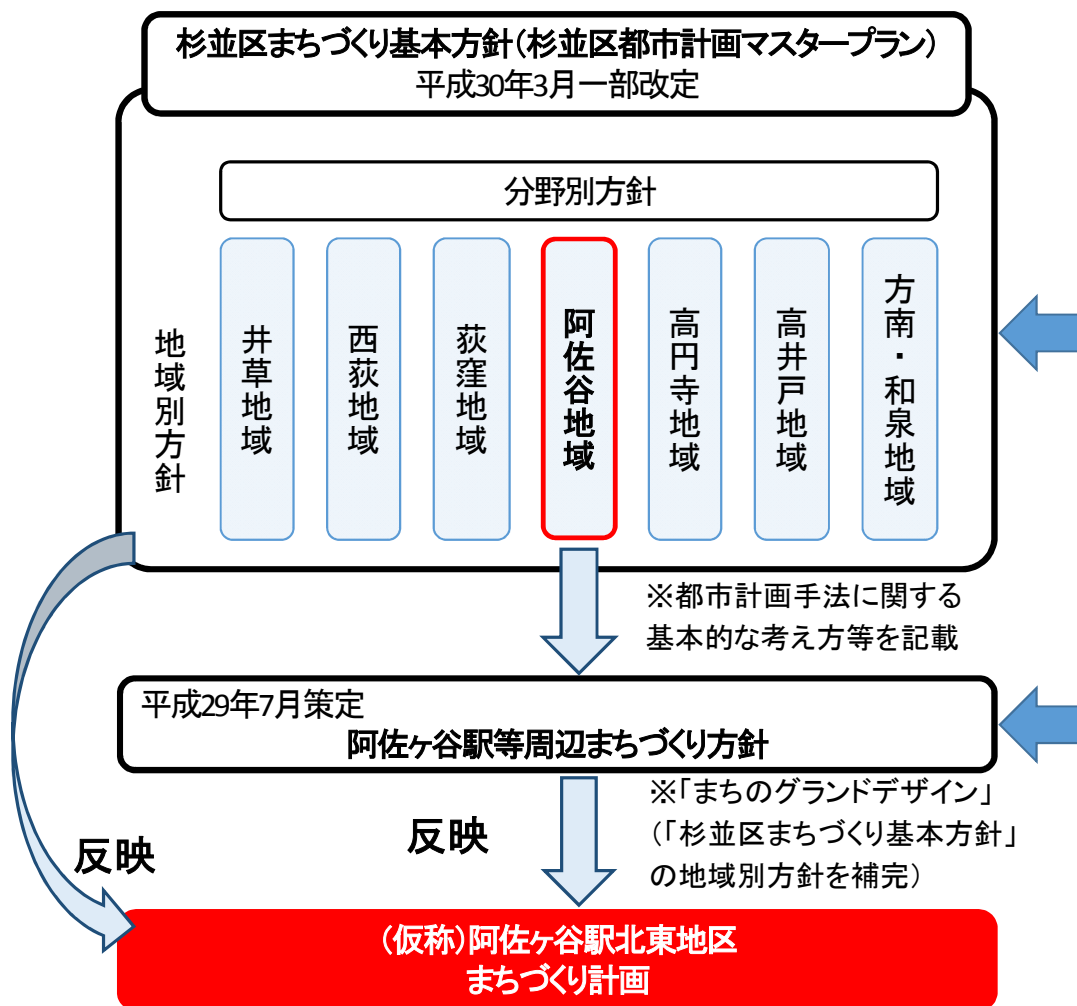 杉並区まちづくり基本方針(杉並区都市計画マスタープラン)
平成30年3月一部改定
分野別方針
地域別方針
井草地域
西荻地域
荻窪地域
阿佐谷地域
高円寺地域
高井戸地域
方南・和泉地域
※都市計画手法に関する
基本的な考え方等を記載
平成29年7月策定
阿佐ヶ谷駅等周辺まちづくり方針
※「まちのグランドデザイン」
(「杉並区まちづくり基本方針」
の地域別方針を補完)
反映
反映
(仮称)阿佐ヶ谷駅北東地区
まちづくり計画